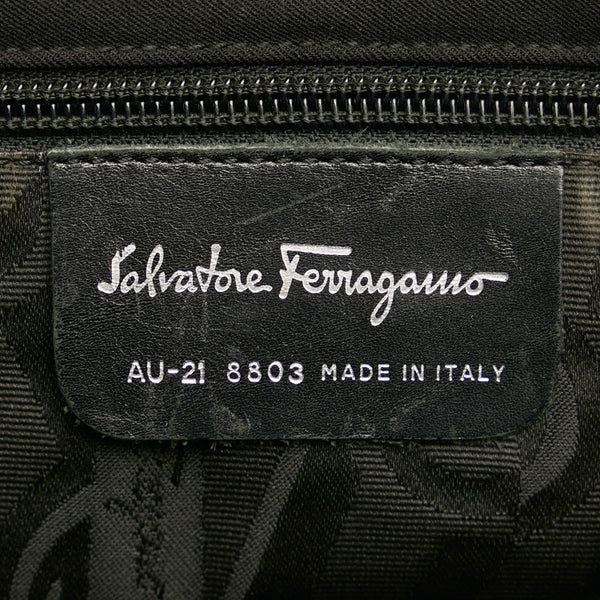 Salvatore Ferragamo
AU-21 8803 MADE IN ITALY